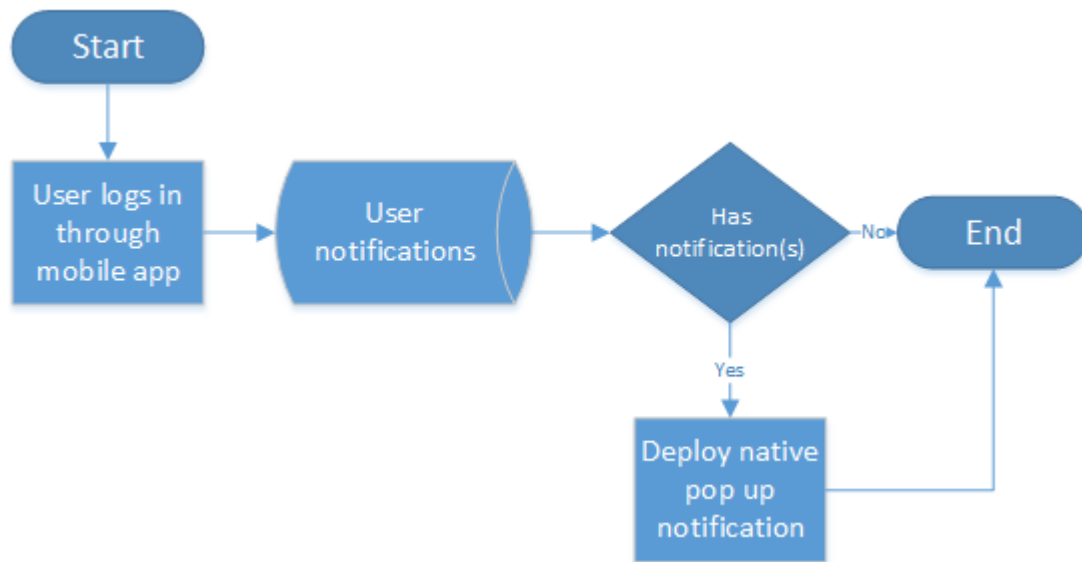 Start
User logs in
through
mobile app
User
notifications
Has
notification(s)
No
End
Yes
Deploy native
pop up
notification